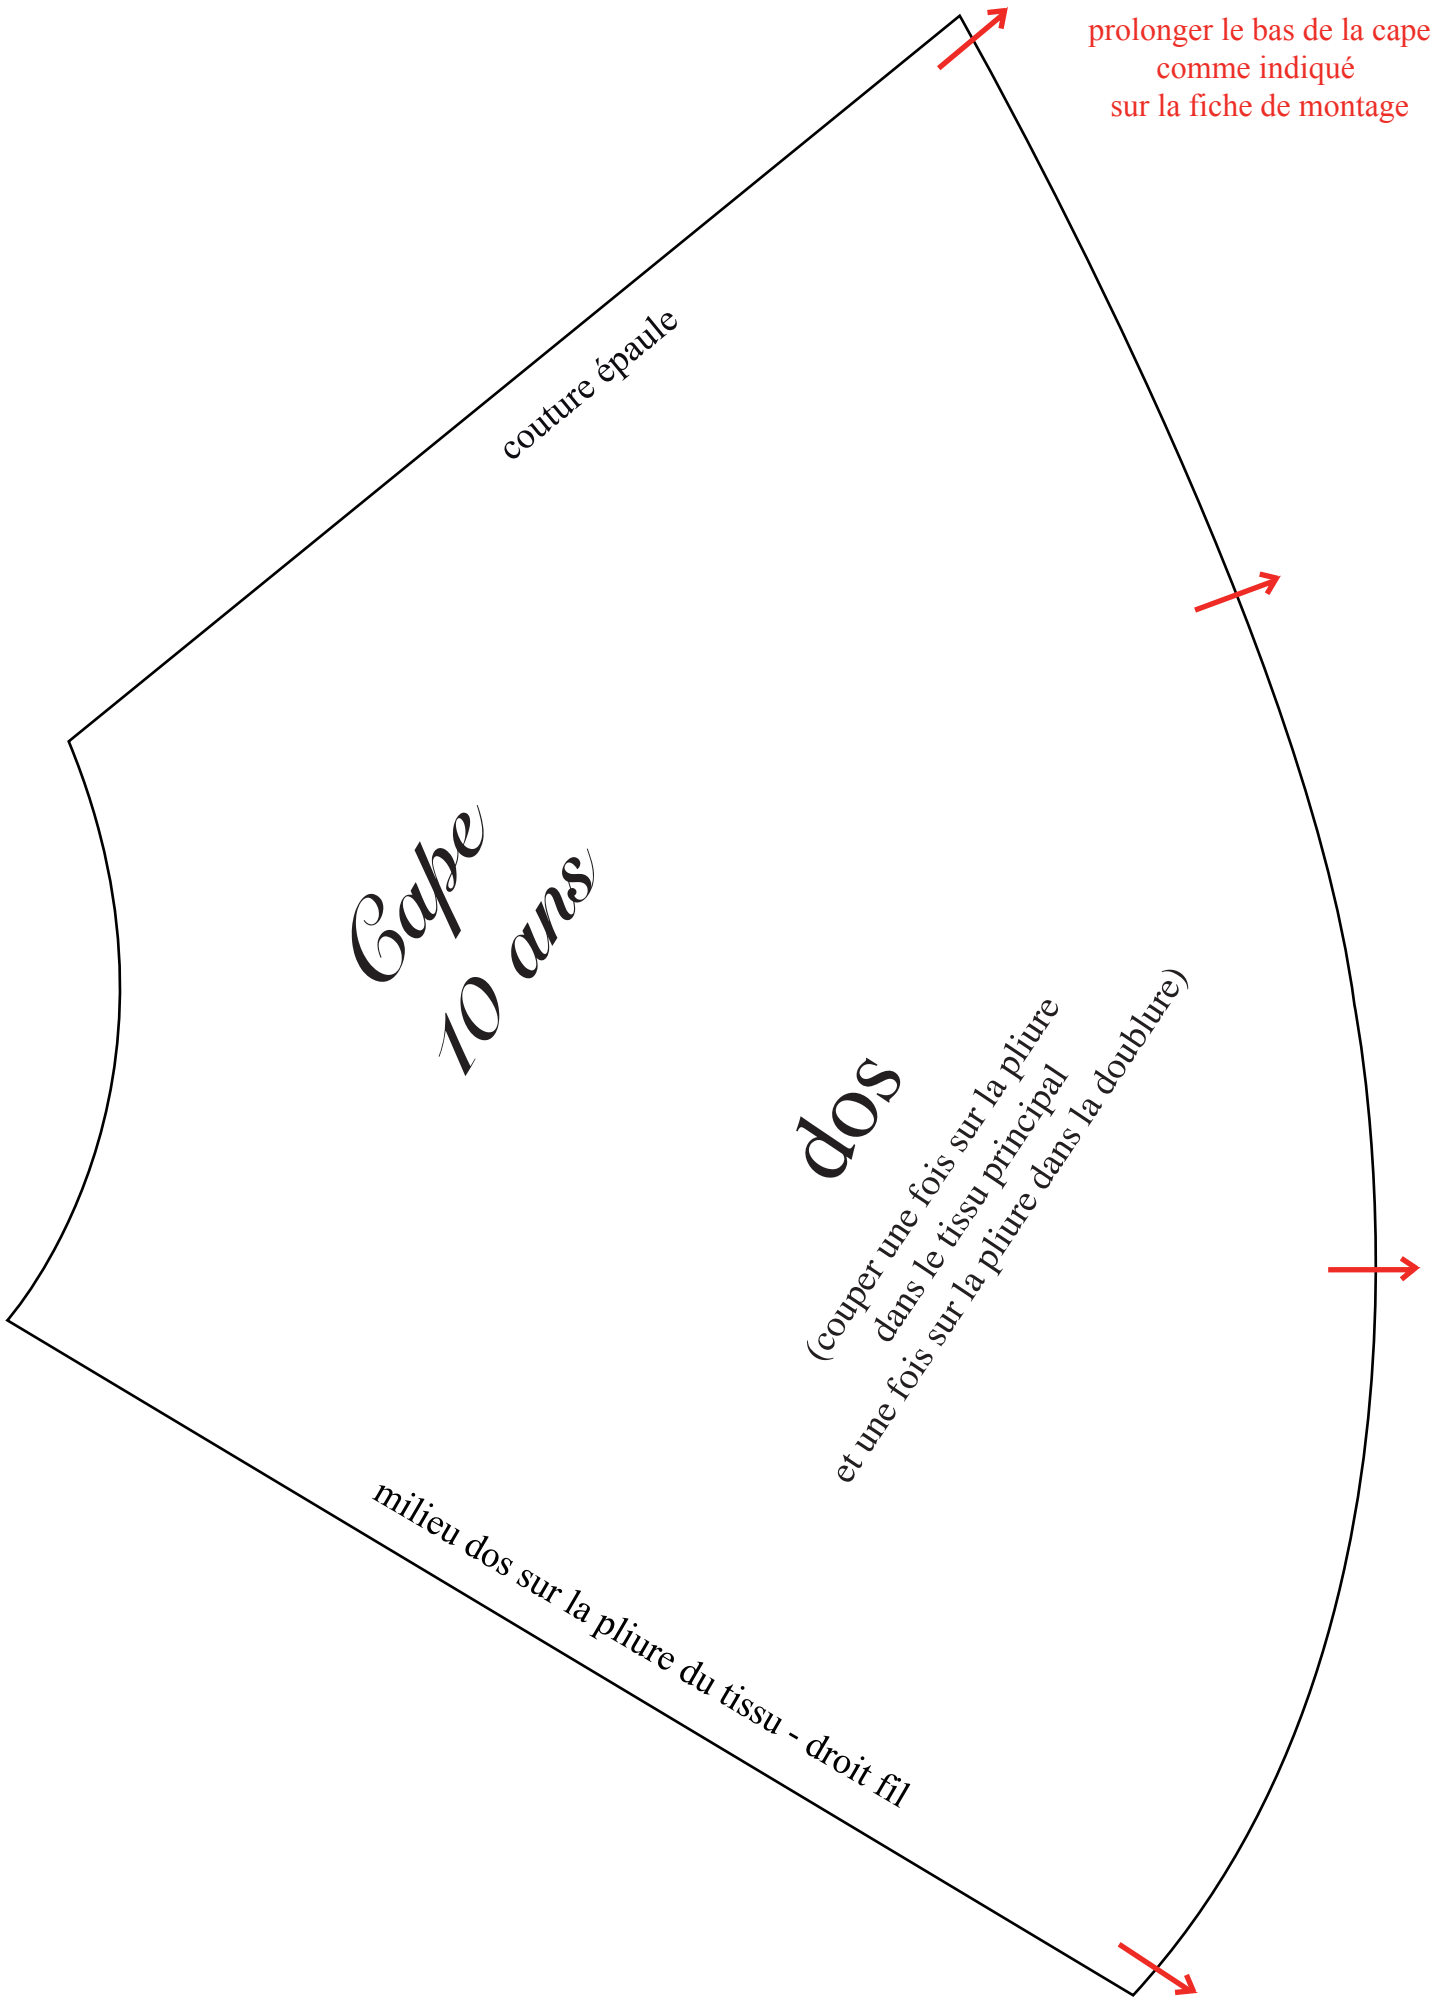 prolonger le bas de la cape
comme indiqué
sur la fiche de montage
couture épaule
Cape
10 ans
dos
(couper une fois sur la pliure
dans le tissu principal
et une fois sur la pliure dans la doublure)
milieu dos sur la pliure du tissu - droit fil